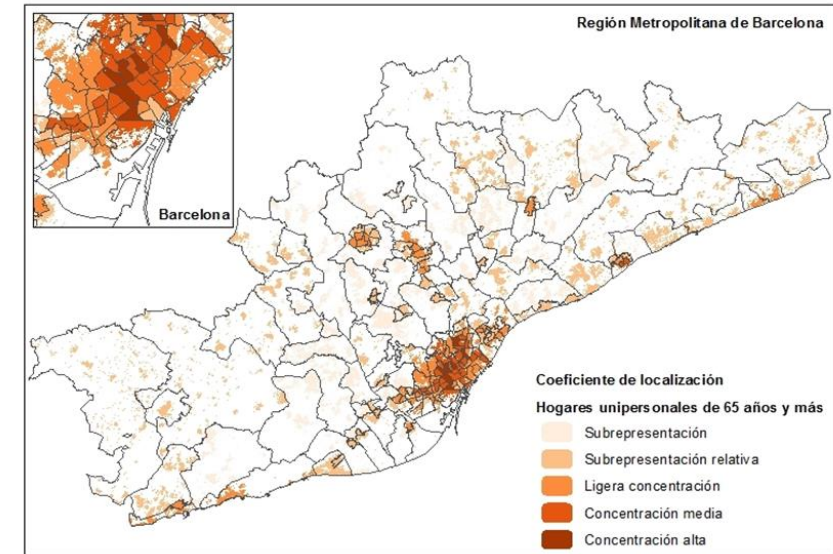 Región Metropolitana de Barcelona
Barcelona
Coeficiente de localización
Hogares unipersonales de 65 años y más
Subrepresentación
Subrepresentación relativa
Ligera concentración
Concentración media
Concentración alta